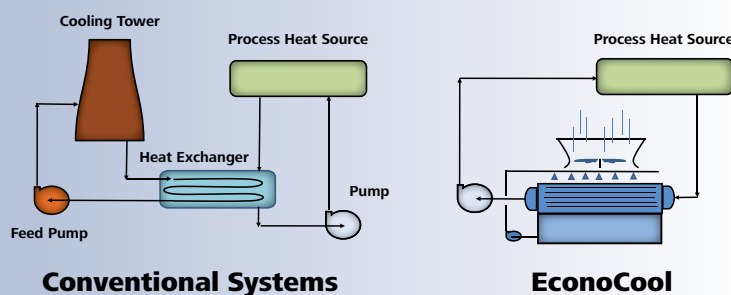 Cooling Tower
Process Heat Source
Heat Exchanger
Pump
Feed Pump
Conventional Systems
Process Heat Source
EconoCool